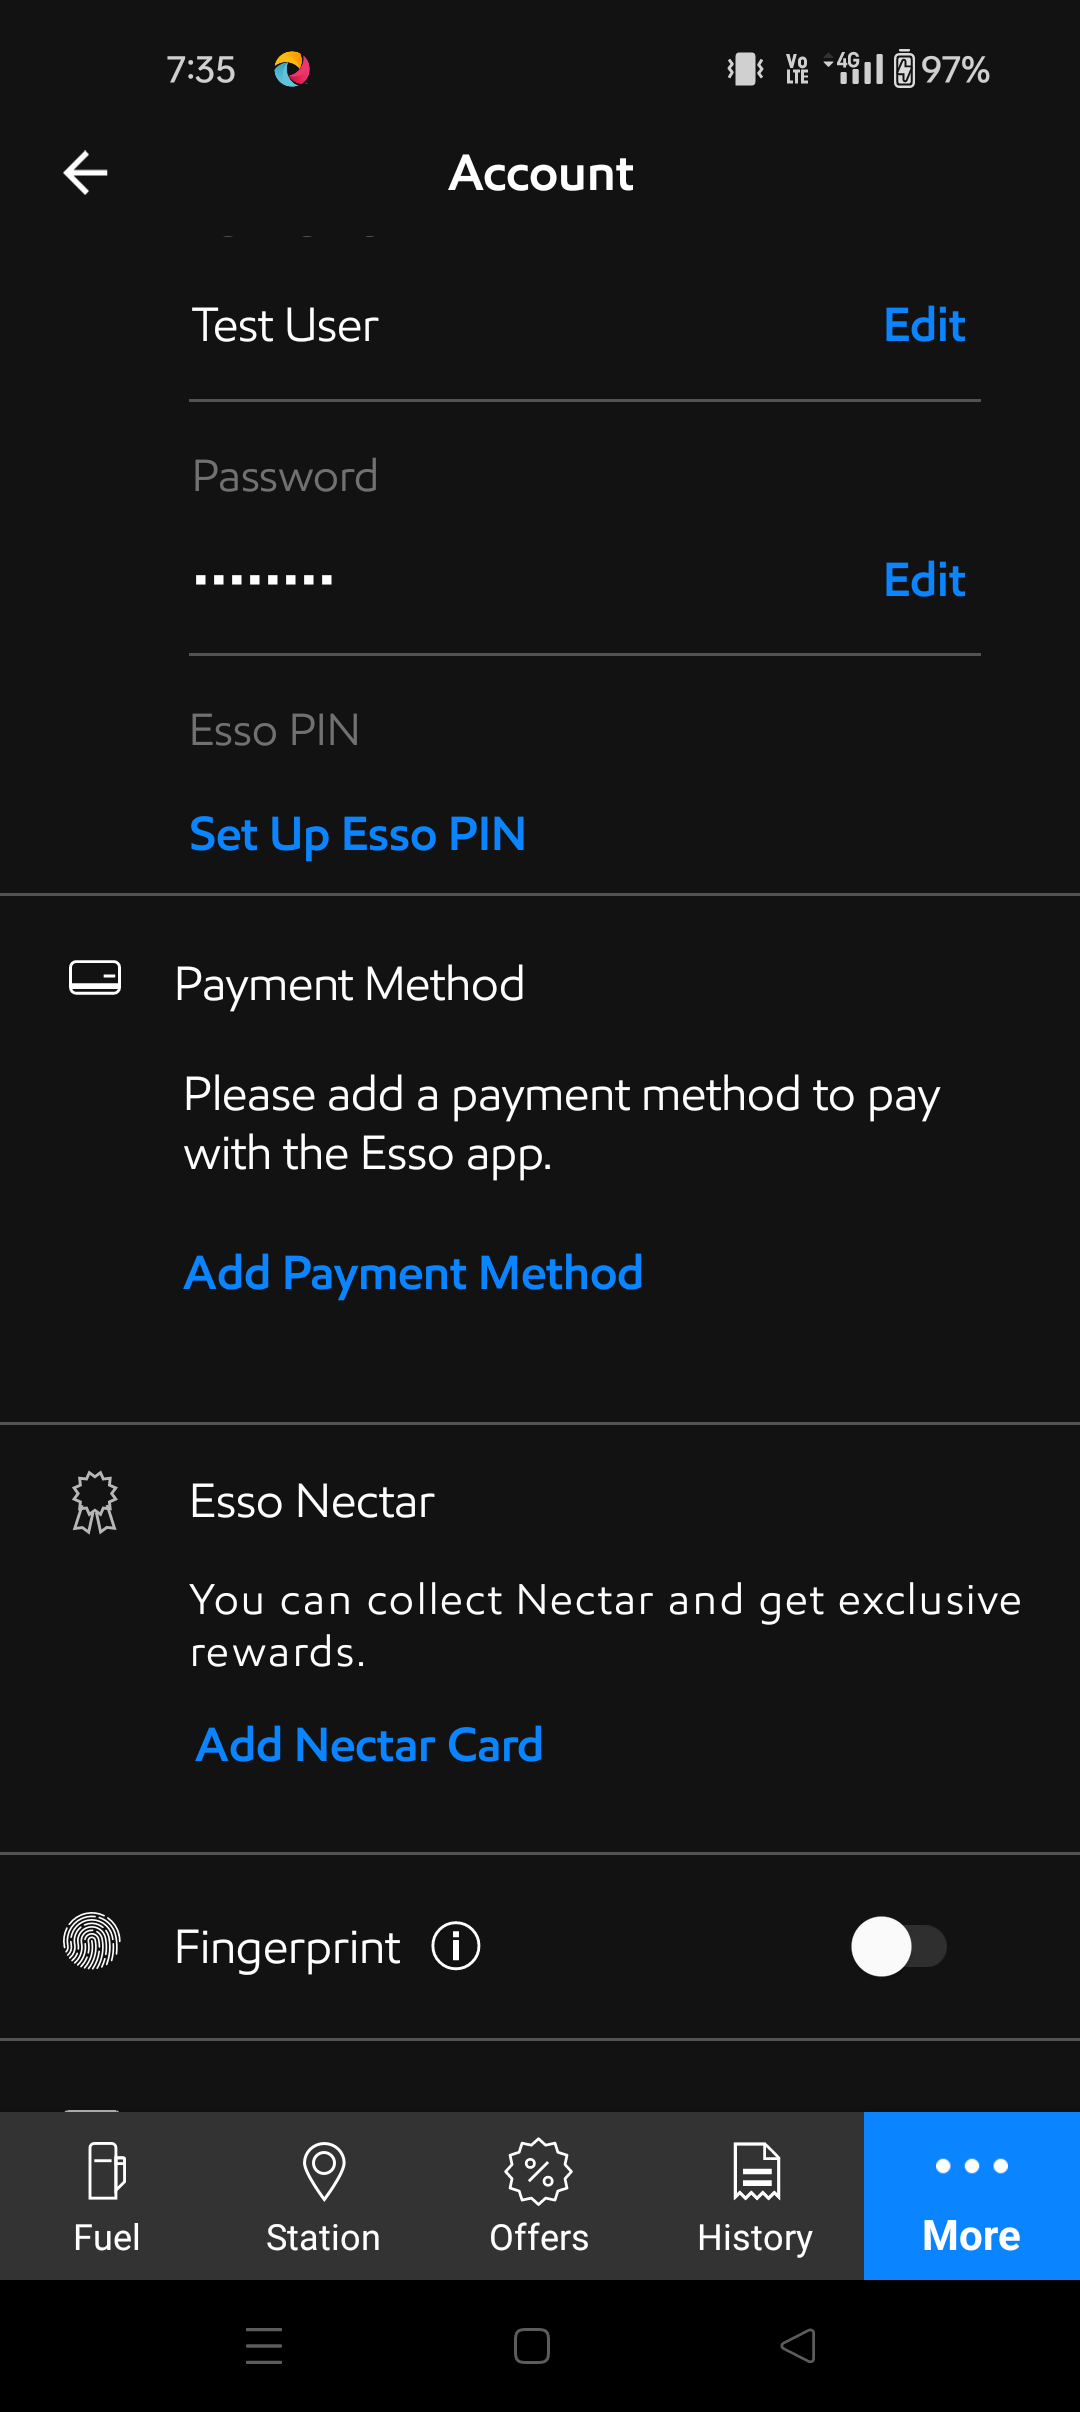 7:35
Vo
LTE
4G
97%
Account
Test User
Edit
Password
Edit
Esso PIN
Set Up Esso PIN
Payment Method
Please add a payment method to pay
with the Esso app.
Add Payment Method
Esso Nectar
You can collect Nectar and get exclusive
rewards.
Add Nectar Card
Fingerprint
Fuel
Station
Offers
History
More